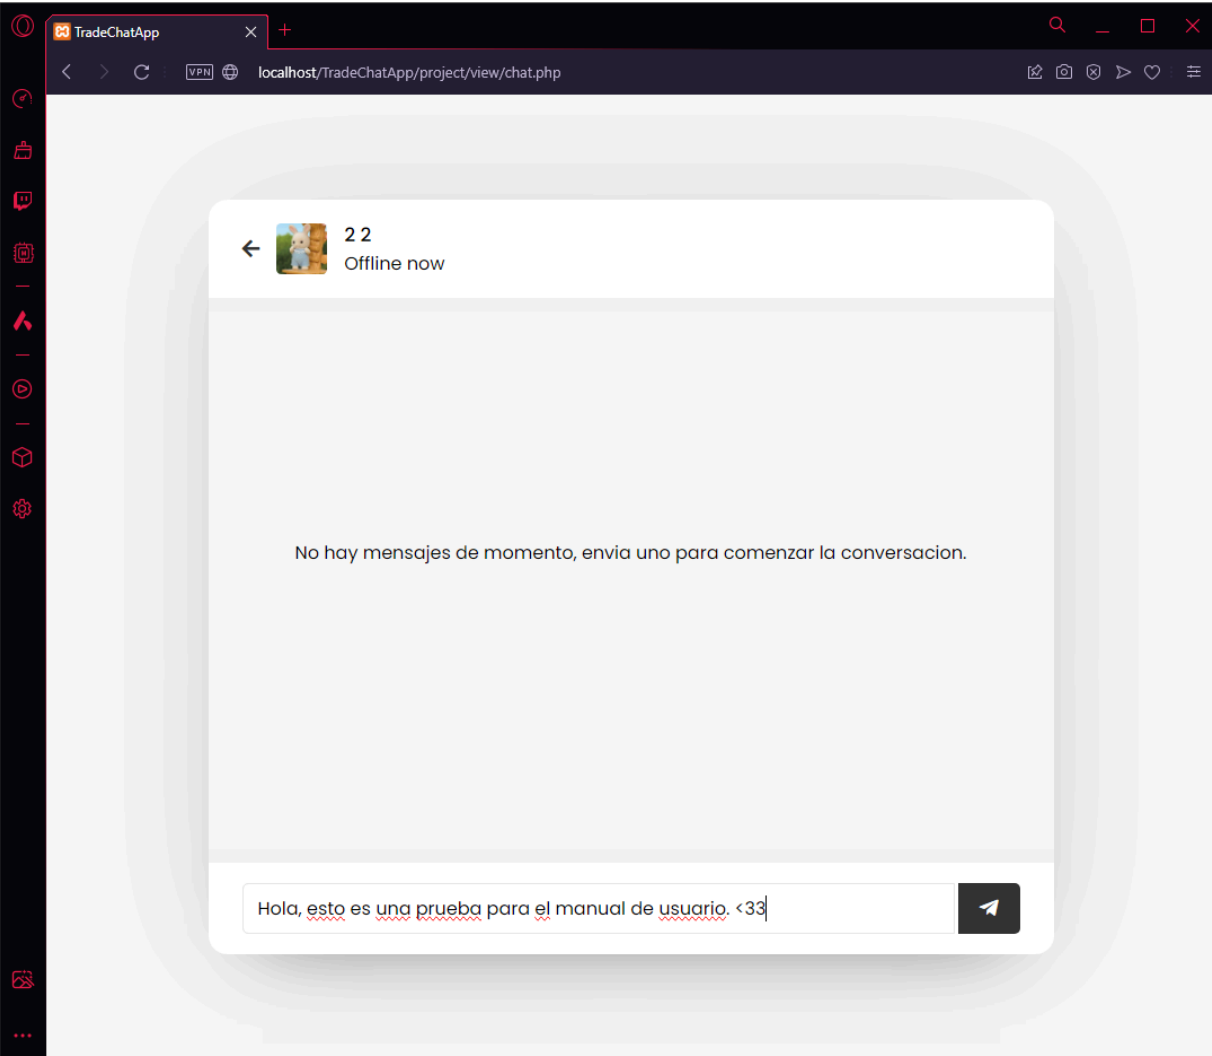 TradeChatApp
VPN
localhost/TradeChatApp/project/view/chat.php
2 2
Offline now
No hay mensajes de momento, envia uno para comenzar la conversacion.
Hola, esto es una prueba para el manual de usuario. <33